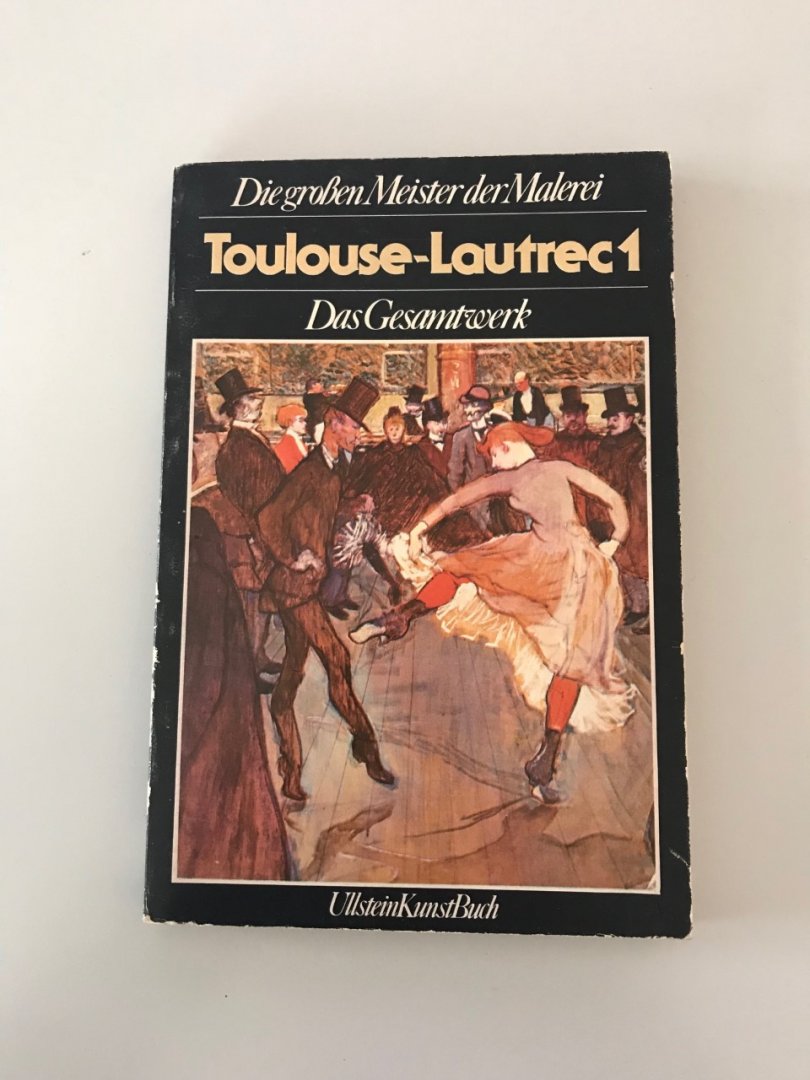 Die großen Meister der Malerei
Toulouse-Lautrec 1
Das Gesamtwerk
UllsteinKunstBuch